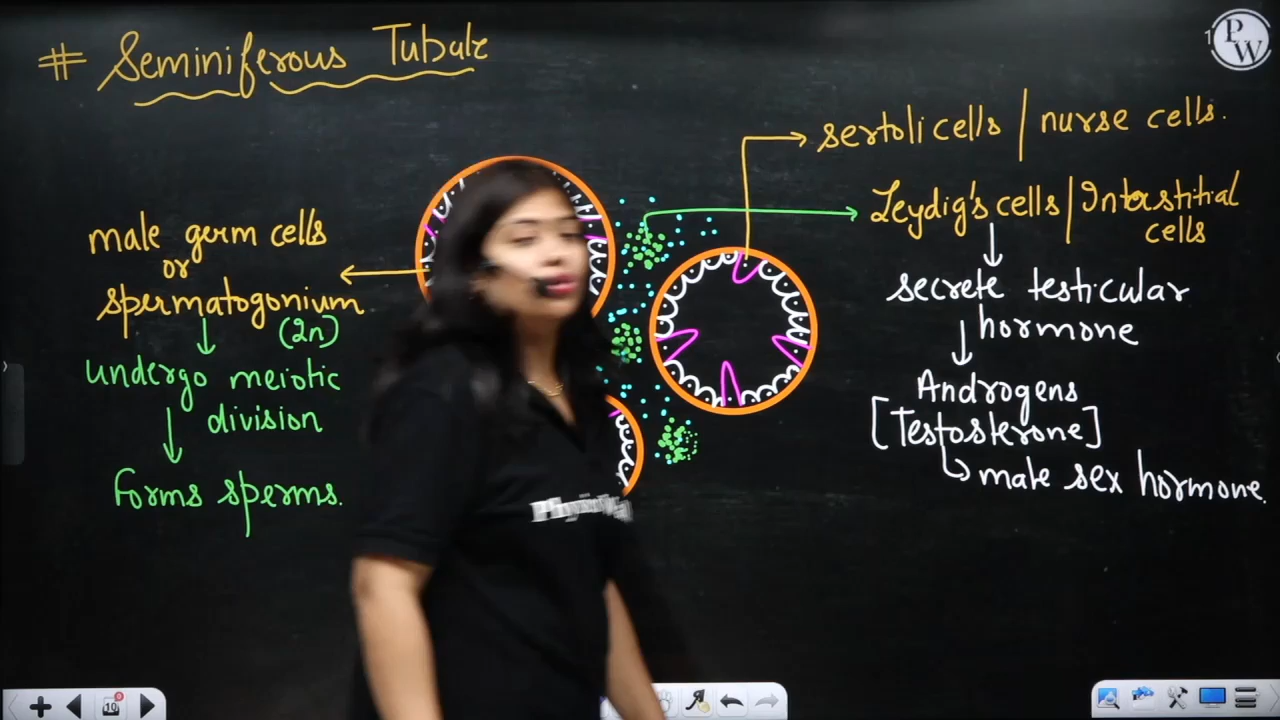 # Seminiferous Tubule
P
W
sertoli cells / nurse cells.
Leydig's cells / Interstitial
cells
secrete testicular
hormone
Androgens
[Testosterone]
male sex hormone.
male germ cells
or
spermatogonium
(2n)
undergo meiotic
division
forms sperms.
10